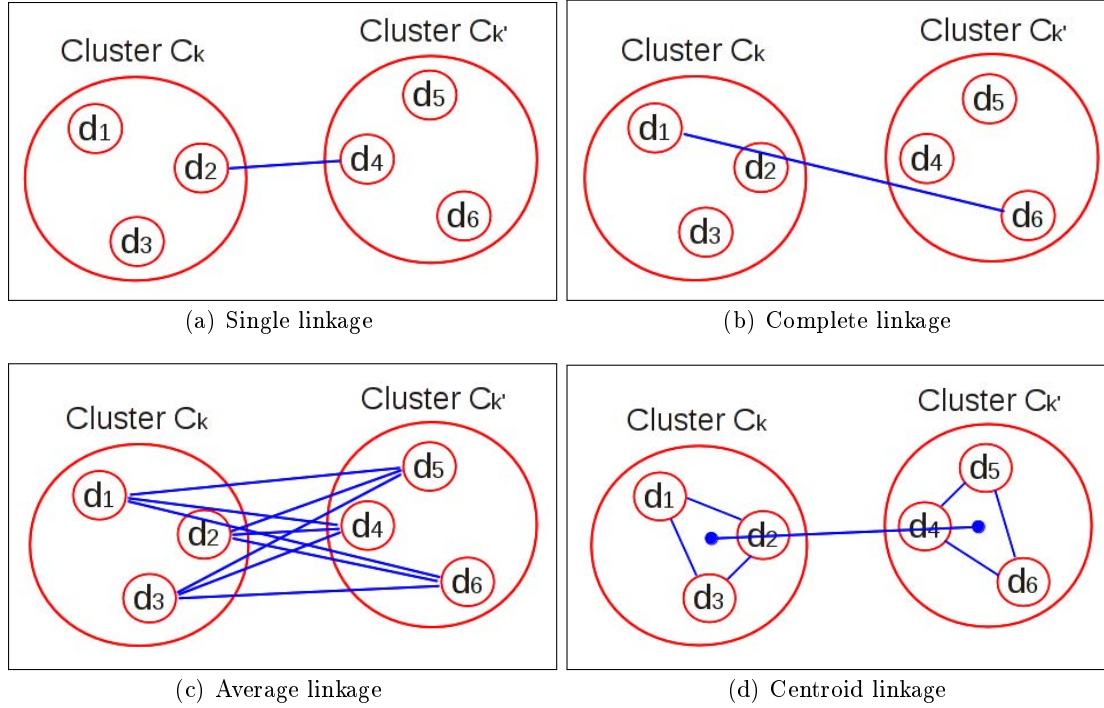 Cluster Ck
Cluster Ck'
d1
d2
d3
d4
d5
d6
(a) Single linkage
Cluster Ck
Cluster Ck'
d1
d2
d3
d4
d5
d6
(b) Complete linkage
Cluster Ck
Cluster Ck'
d1
d2
d3
d4
d5
d6
(c) Average linkage
Cluster Ck
Cluster Ck'
d1
d2
d3
d4
d5
d6
(d) Centroid linkage